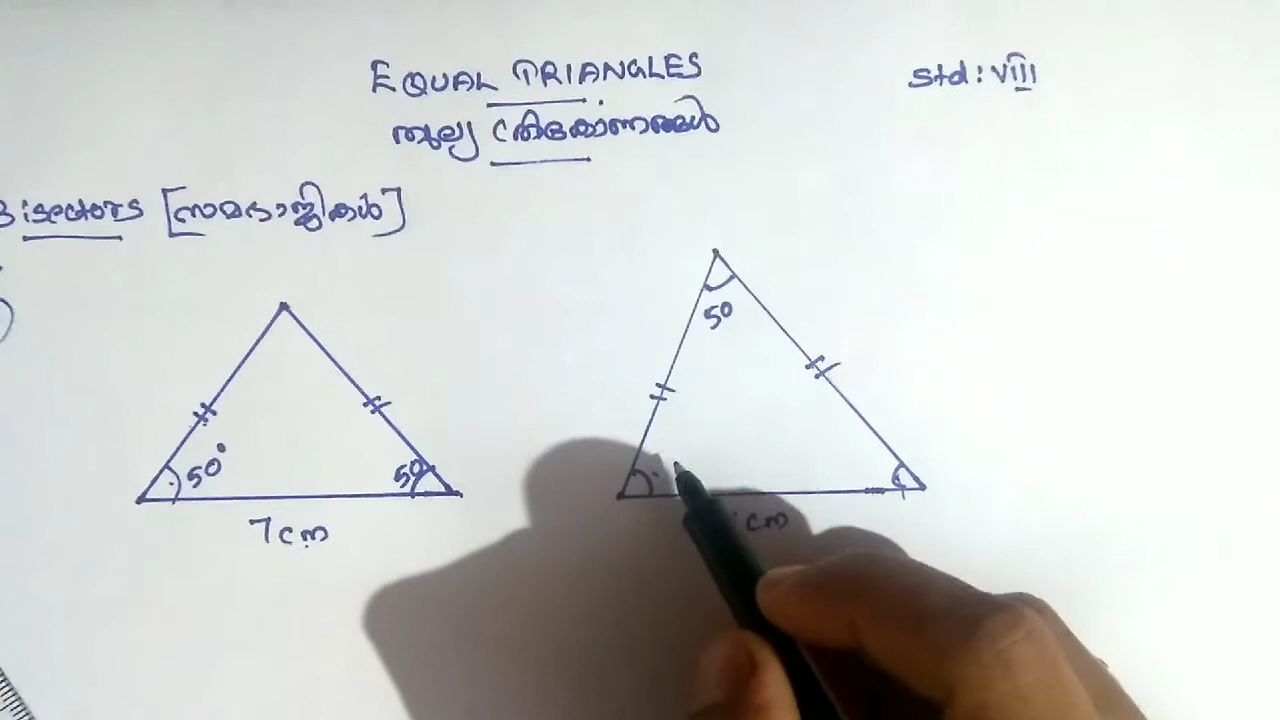 EQUAL TRIANGLES
Std: VIII
തുല്യ ത്രികോണങ്ങൾ
Bisectors [സമഭാജികൾ]
50
50°
50
7cm
cm